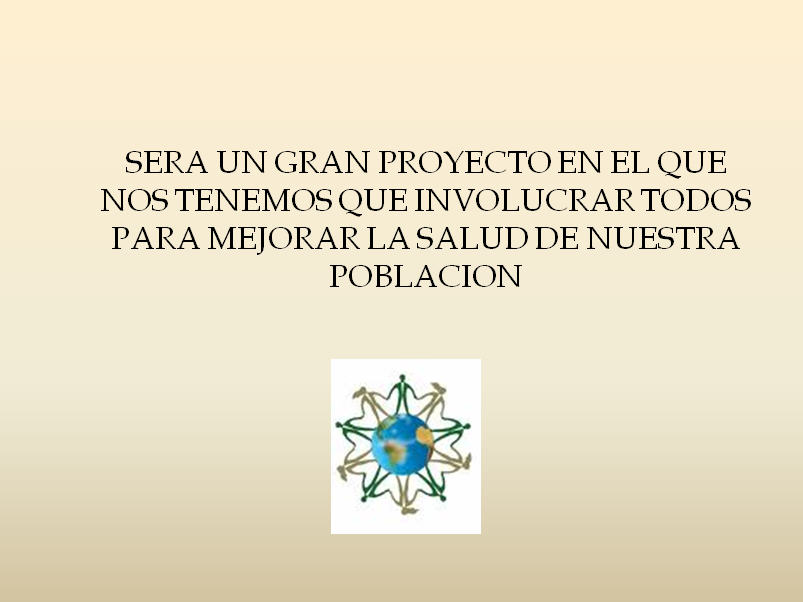 SERA UN GRAN PROYECTO EN EL QUE
NOS TENEMOS QUE INVOLUCRAR TODOS
PARA MEJORAR LA SALUD DE NUESTRA
POBLACION